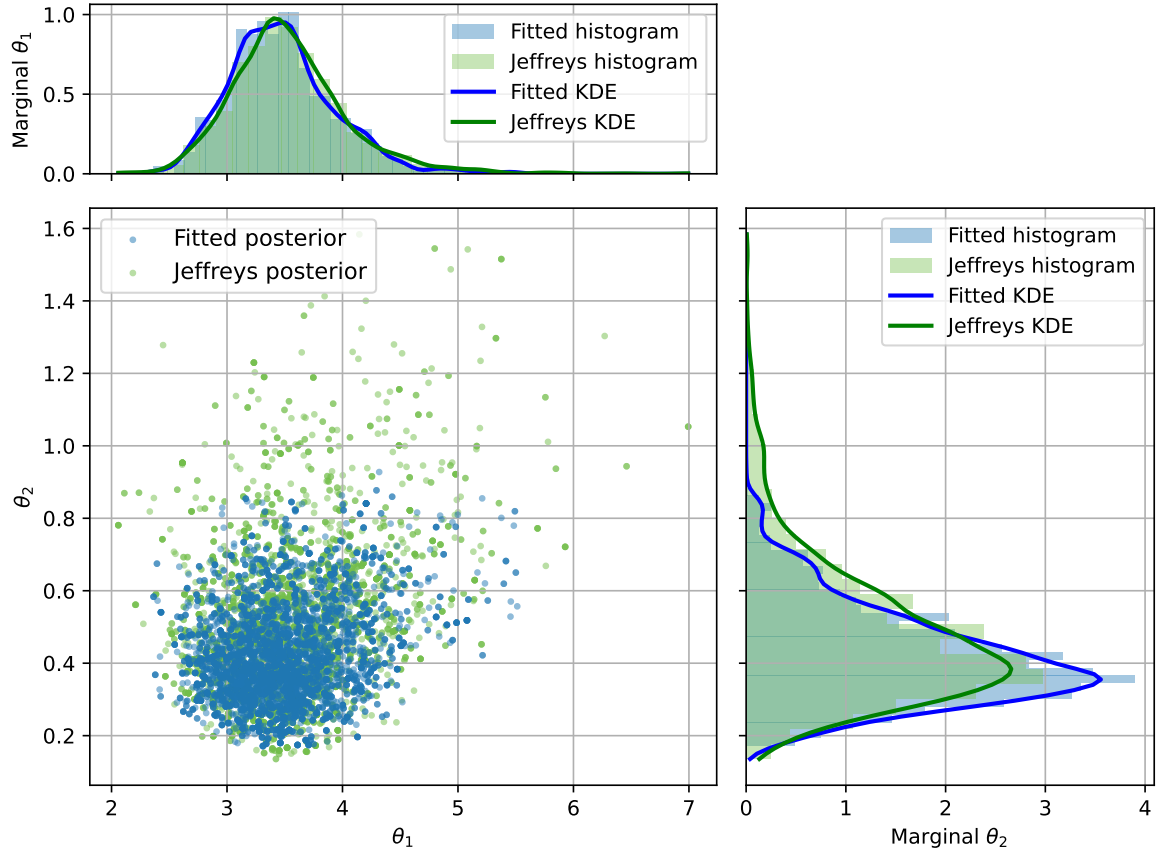 1.0
0.5
0.0
Marginal θ1
Fitted histogram
Jeffreys histogram
Fitted KDE
Jeffreys KDE
Fitted posterior
Jeffreys posterior
1.6
1.4
1.2
1.0
0.8
0.6
0.4
0.2
θ2
2 3 4 5 6 7
θ1
Fitted histogram
Jeffreys histogram
Fitted KDE
Jeffreys KDE
0 1 2 3 4
Marginal θ2